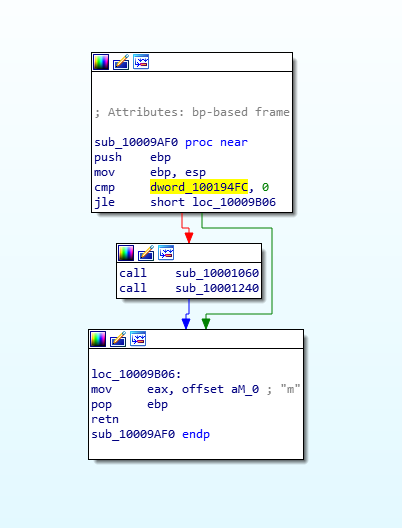 ; Attributes: bp-based frame
sub_10009AF0 proc near
push    ebp
mov     ebp, esp
cmp     dword_100194FC, 0
jle     short loc_10009B06
call    sub_10001060
call    sub_10001240
loc_10009B06:
mov     eax, offset aM_0 ; "m"
pop     ebp
retn
sub_10009AF0 endp